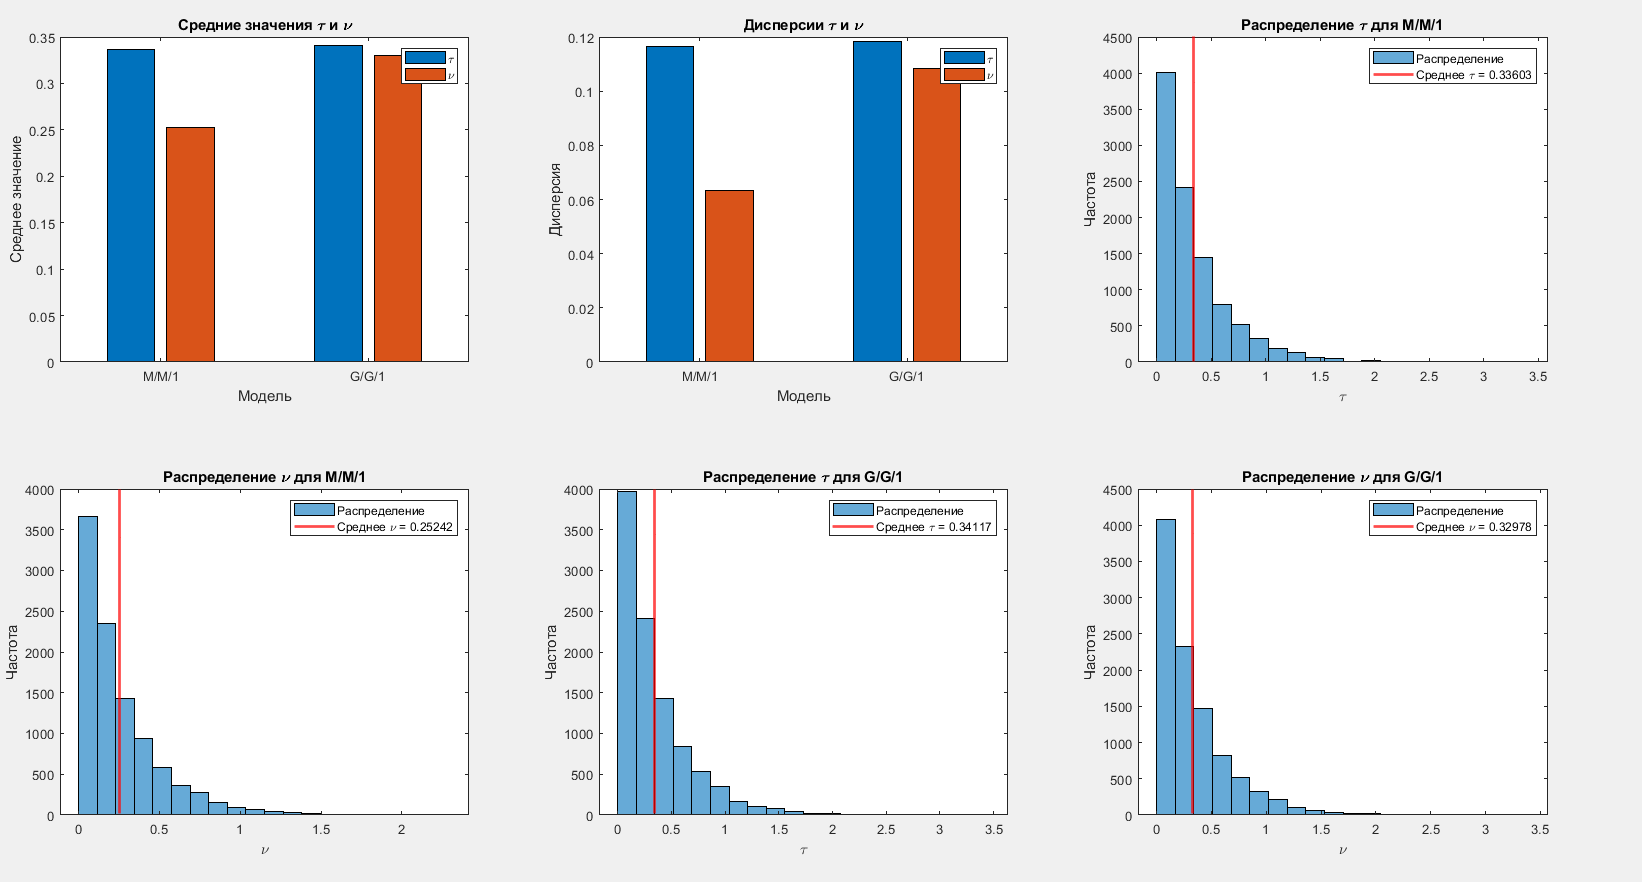 Средние значения τ и ν
0.35
0.3
0.25
0.2
0.15
0.1
0.05
0
Среднее значение
τ
ν
M/M/1
G/G/1
Модель
Дисперсии τ и ν
0.12
0.1
0.08
0.06
0.04
0.02
0
Дисперсия
τ
ν
M/M/1
G/G/1
Модель
Распределение τ для M/M/1
4500
4000
3500
3000
2500
2000
1500
1000
500
0
Частота
Распределение
Среднее τ = 0.33603
0 0.5 1 1.5 2 2.5 3 3.5
τ
Распределение ν для M/M/1
4000
3500
3000
2500
2000
1500
1000
500
0
Частота
Распределение
Среднее ν = 0.25242
0 0.5 1 1.5 2
ν
Распределение τ для G/G/1
4000
3500
3000
2500
2000
1500
1000
500
0
Частота
Распределение
Среднее τ = 0.34117
0 0.5 1 1.5 2 2.5 3 3.5
τ
Распределение ν для G/G/1
4500
4000
3500
3000
2500
2000
1500
1000
500
0
Частота
Распределение
Среднее ν = 0.32978
0 0.5 1 1.5 2 2.5 3 3.5
ν